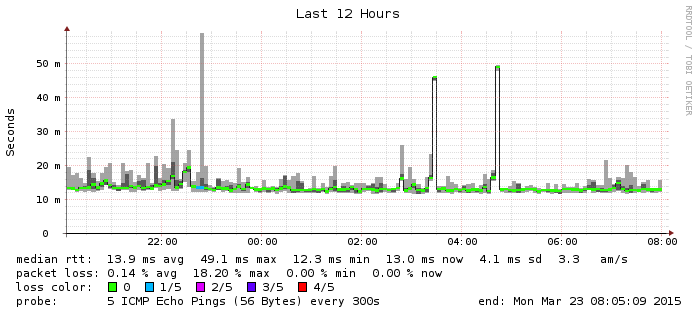 Last 12 Hours
RRDTOOL / TOBI OETIKER
Seconds
50 m
40 m
30 m
20 m
10 m
0
22:00 00:00 02:00 04:00 06:00 08:00
median rtt: 13.9 ms avg 49.1 ms max 12.3 ms min 13.0 ms now 4.1 ms sd 3.3 am/s
packet loss: 0.14 % avg 18.20 % max 0.00 % min 0.00 % now
loss color: 0 1/5 2/5 3/5 4/5
probe: 5 ICMP Echo Pings (56 Bytes) every 300s end: Mon Mar 23 08:05:09 2015